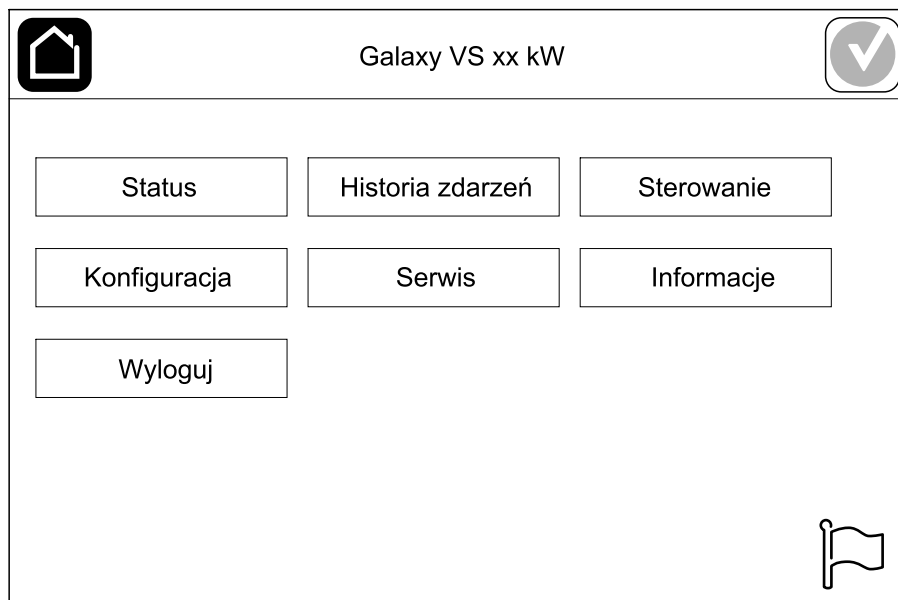 Galaxy VS xx kW
Status
Historia zdarzeń
Sterowanie
Konfiguracja
Serwis
Informacje
Wyloguj